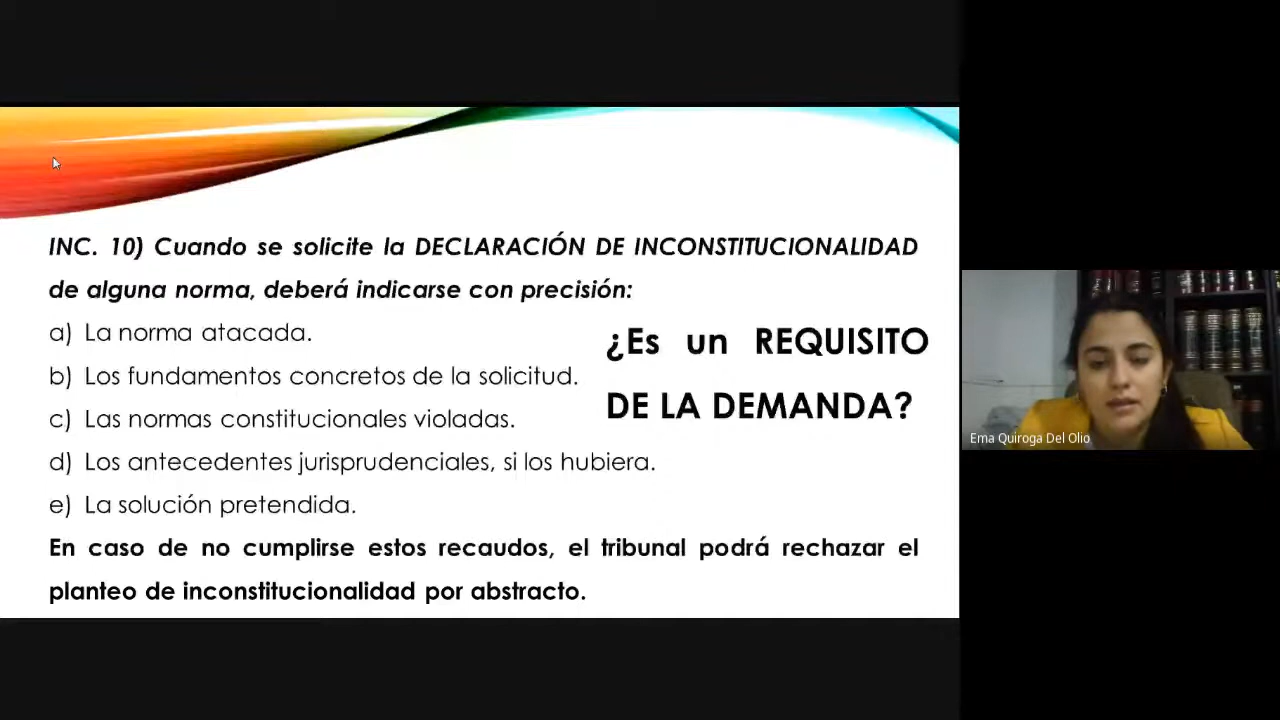 INC. 10) Cuando se solicite la DECLARACIÓN DE INCONSTITUCIONALIDAD
de alguna norma, deberá indicarse con precisión:
a) La norma atacada.
b) Los fundamentos concretos de la solicitud.
c) Las normas constitucionales violadas.
d) Los antecedentes jurisprudenciales, si los hubiera.
e) La solución pretendida.
En caso de no cumplirse estos recaudos, el tribunal podrá rechazar el
planteo de inconstitucionalidad por abstracto.
¿Es un REQUISITO
DE LA DEMANDA?
Ema Quiroga Del Olio